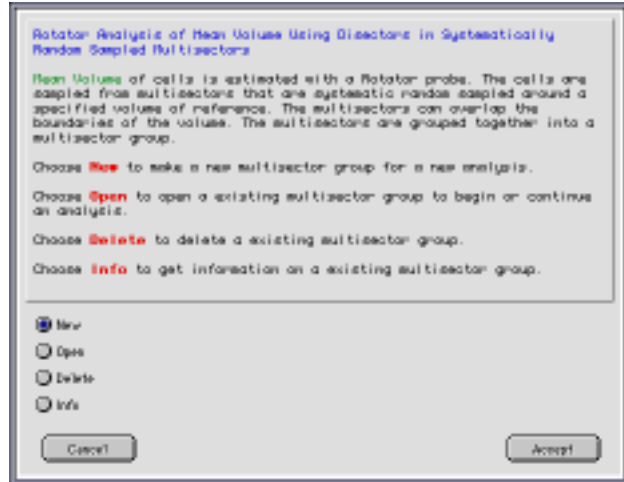 Rotator Analysis of Mean Volume Using Disectors in Systematically
Random Sampled Multisectors
Mean Volume of cells is estimated with a Rotator probe. The cells are
sampled from multisectors that are systematic random sampled around a
specified volume of reference. The multisectors can overlap the
boundaries of the volume. The multisectors are grouped together into a
multisector group.
Choose New to make a new multisector group for a new analysis.
Choose Open to open a existing multisector group to begin or continue
an analysis.
Choose Delete to delete a existing multisector group.
Choose Info to get information on a existing multisector group.
New
Open
Delete
Info
Cancel Accept